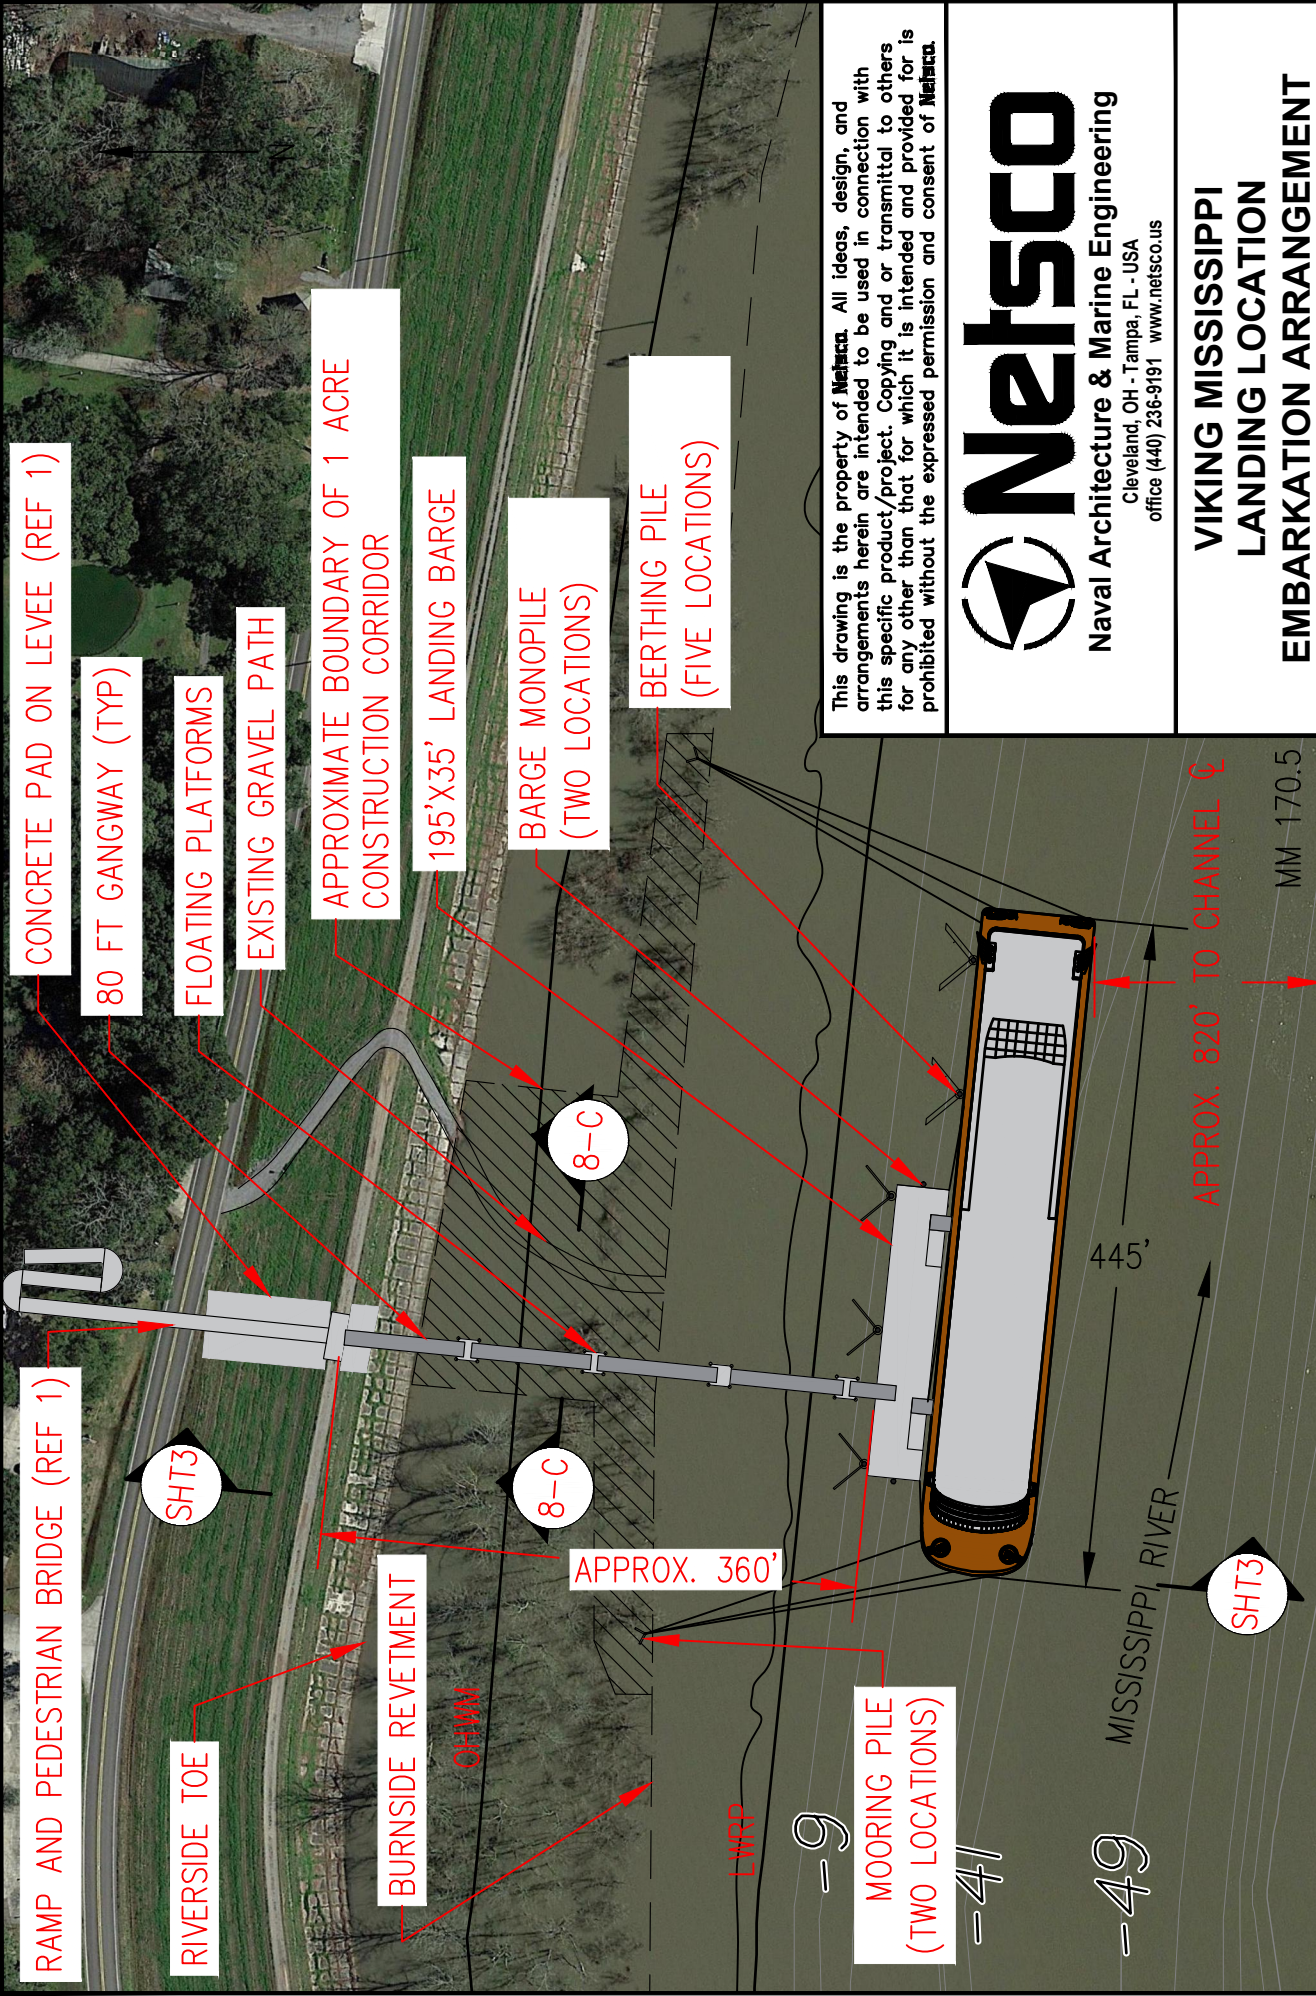 RAMP AND PEDESTRIAN BRIDGE (REF 1)
CONCRETE PAD ON LEVEE (REF 1)
80 FT GANGWAY (TYP)
RIVERSIDE TOE
FLOATING PLATFORMS
EXISTING GRAVEL PATH
APPROXIMATE BOUNDARY OF 1 ACRE
CONSTRUCTION CORRIDOR
BURNSIDE REVETMENT
195'X35' LANDING BARGE
BARGE MONOPILE
(TWO LOCATIONS)
BERTHING PILE
(FIVE LOCATIONS)
N
SHT3
8-C
8-C
OHWM
APPROX. 360'
LWRP
-9
MOORING PILE
(TWO LOCATIONS)
-41
-49
445'
MISSISSIPPI RIVER
APPROX. 820' TO CHANNEL ℄
SHT3
MM 170.5
This drawing is the property of Netsco. All ideas, design, and
arrangements herein are intended to be used in connection with
this specific product/project. Copying and or transmittal to others
for any other than that for which it is intended and provided for is
prohibited without the expressed permission and consent of Netsco.
Netsco
Naval Architecture & Marine Engineering
Cleveland, OH - Tampa, FL - USA
office (440) 236-9191 www.netsco.us
VIKING MISSISSIPPI
LANDING LOCATION
EMBARKATION ARRANGEMENT